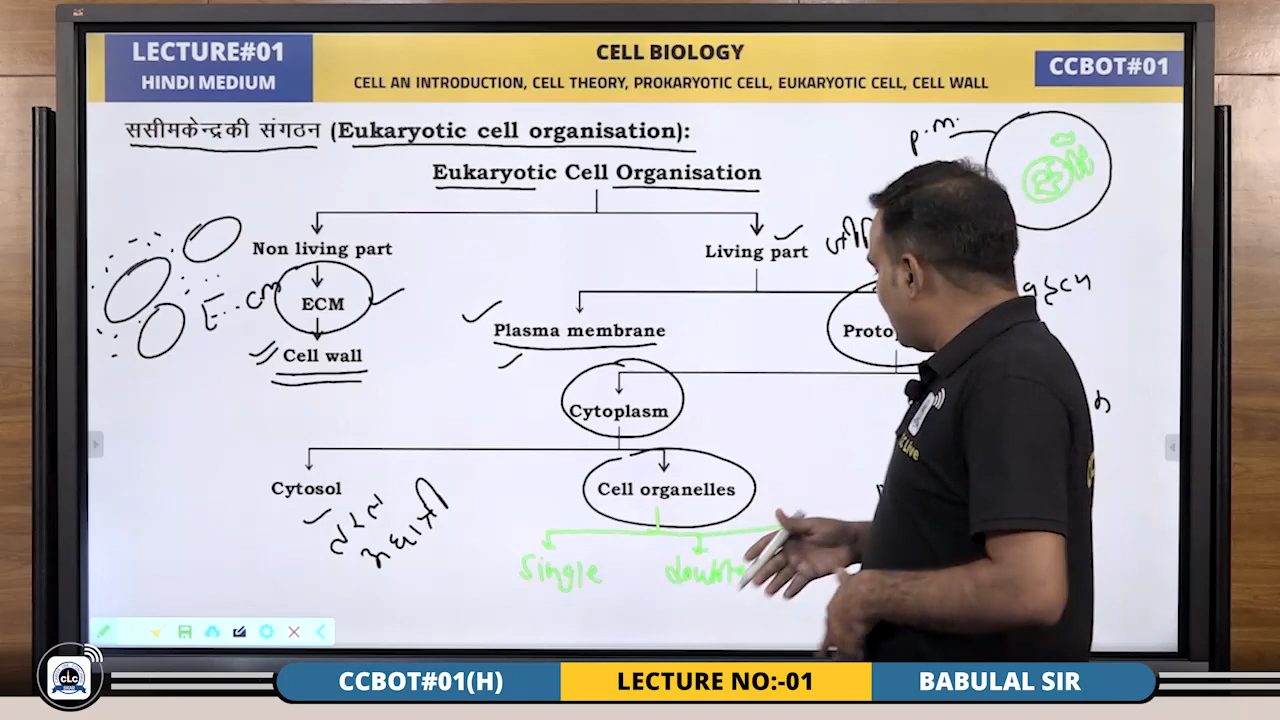 LECTURE#01
HINDI MEDIUM
CELL BIOLOGY
CELL AN INTRODUCTION, CELL THEORY, PROKARYOTIC CELL, EUKARYOTIC CELL, CELL WALL
CCBOT#01
ससीमकेन्द्रकी संगठन (Eukaryotic cell organisation):
p.m.
Eukaryotic Cell Organisation
Non living part
Living part
ECM
Plasma membrane
Cell wall
Cytoplasm
Cytosol
Cell organelles
तरल
single
CLC
CCBOT#01(H)
LECTURE NO:-01
BABULAL SIR